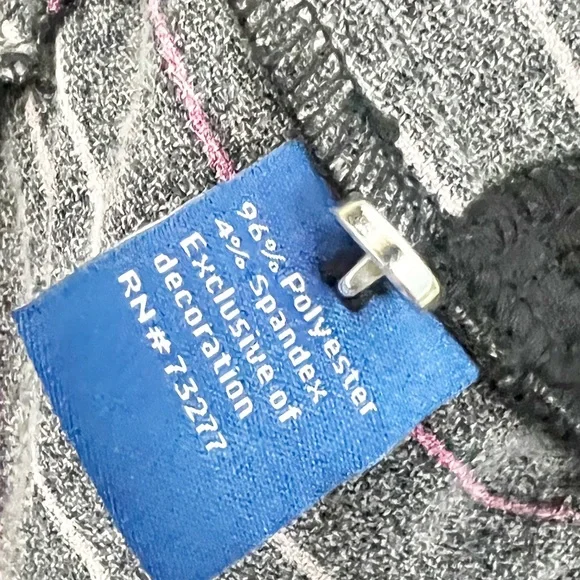 96% Polyester
4% Spandex
Exclusive of
decoration
RN# 73277